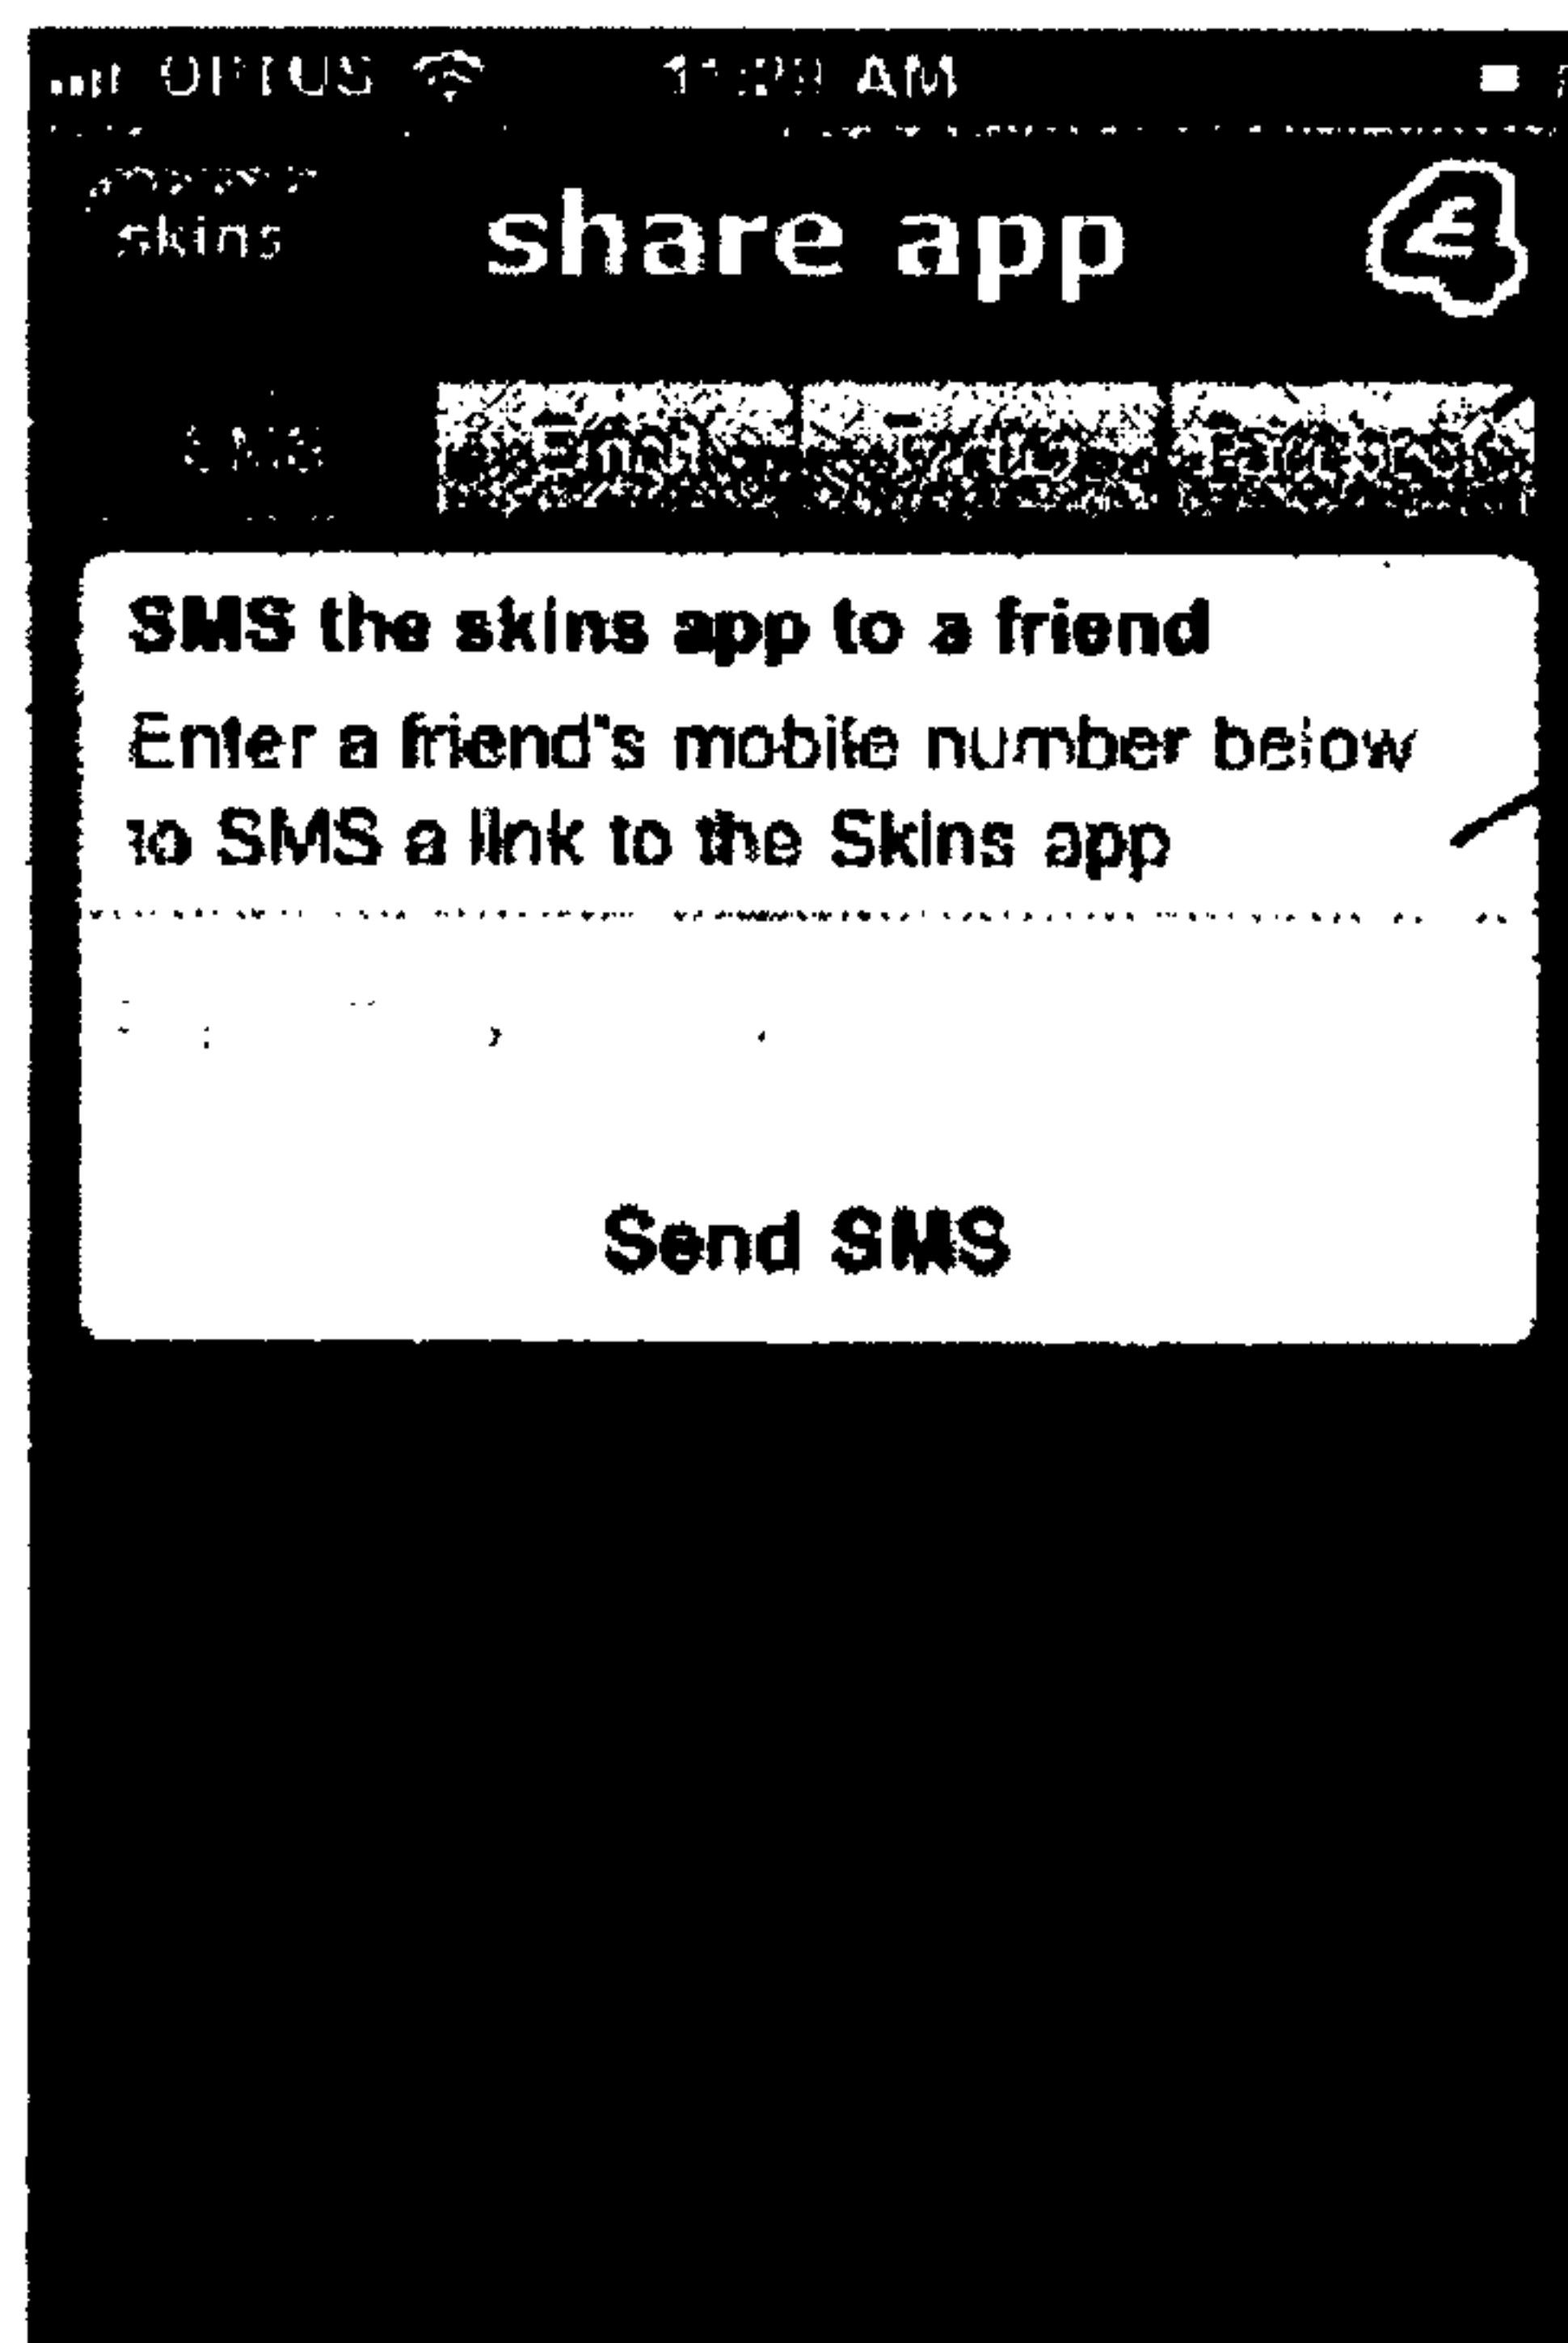 OPTUS AM
skins
share app
SMS
SMS the skins app to a friend
Enter a friend's mobile number below
to SMS a link to the Skins app
Send SMS